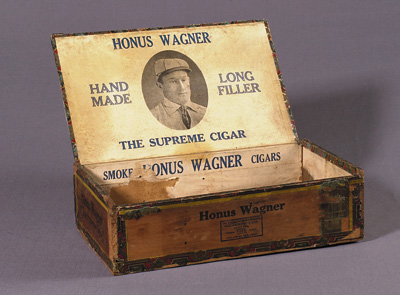 HONUS WAGNER
HAND MADE
LONG FILLER
THE SUPREME CIGAR
SMOKE HONUS WAGNER CIGARS
Honus Wagner